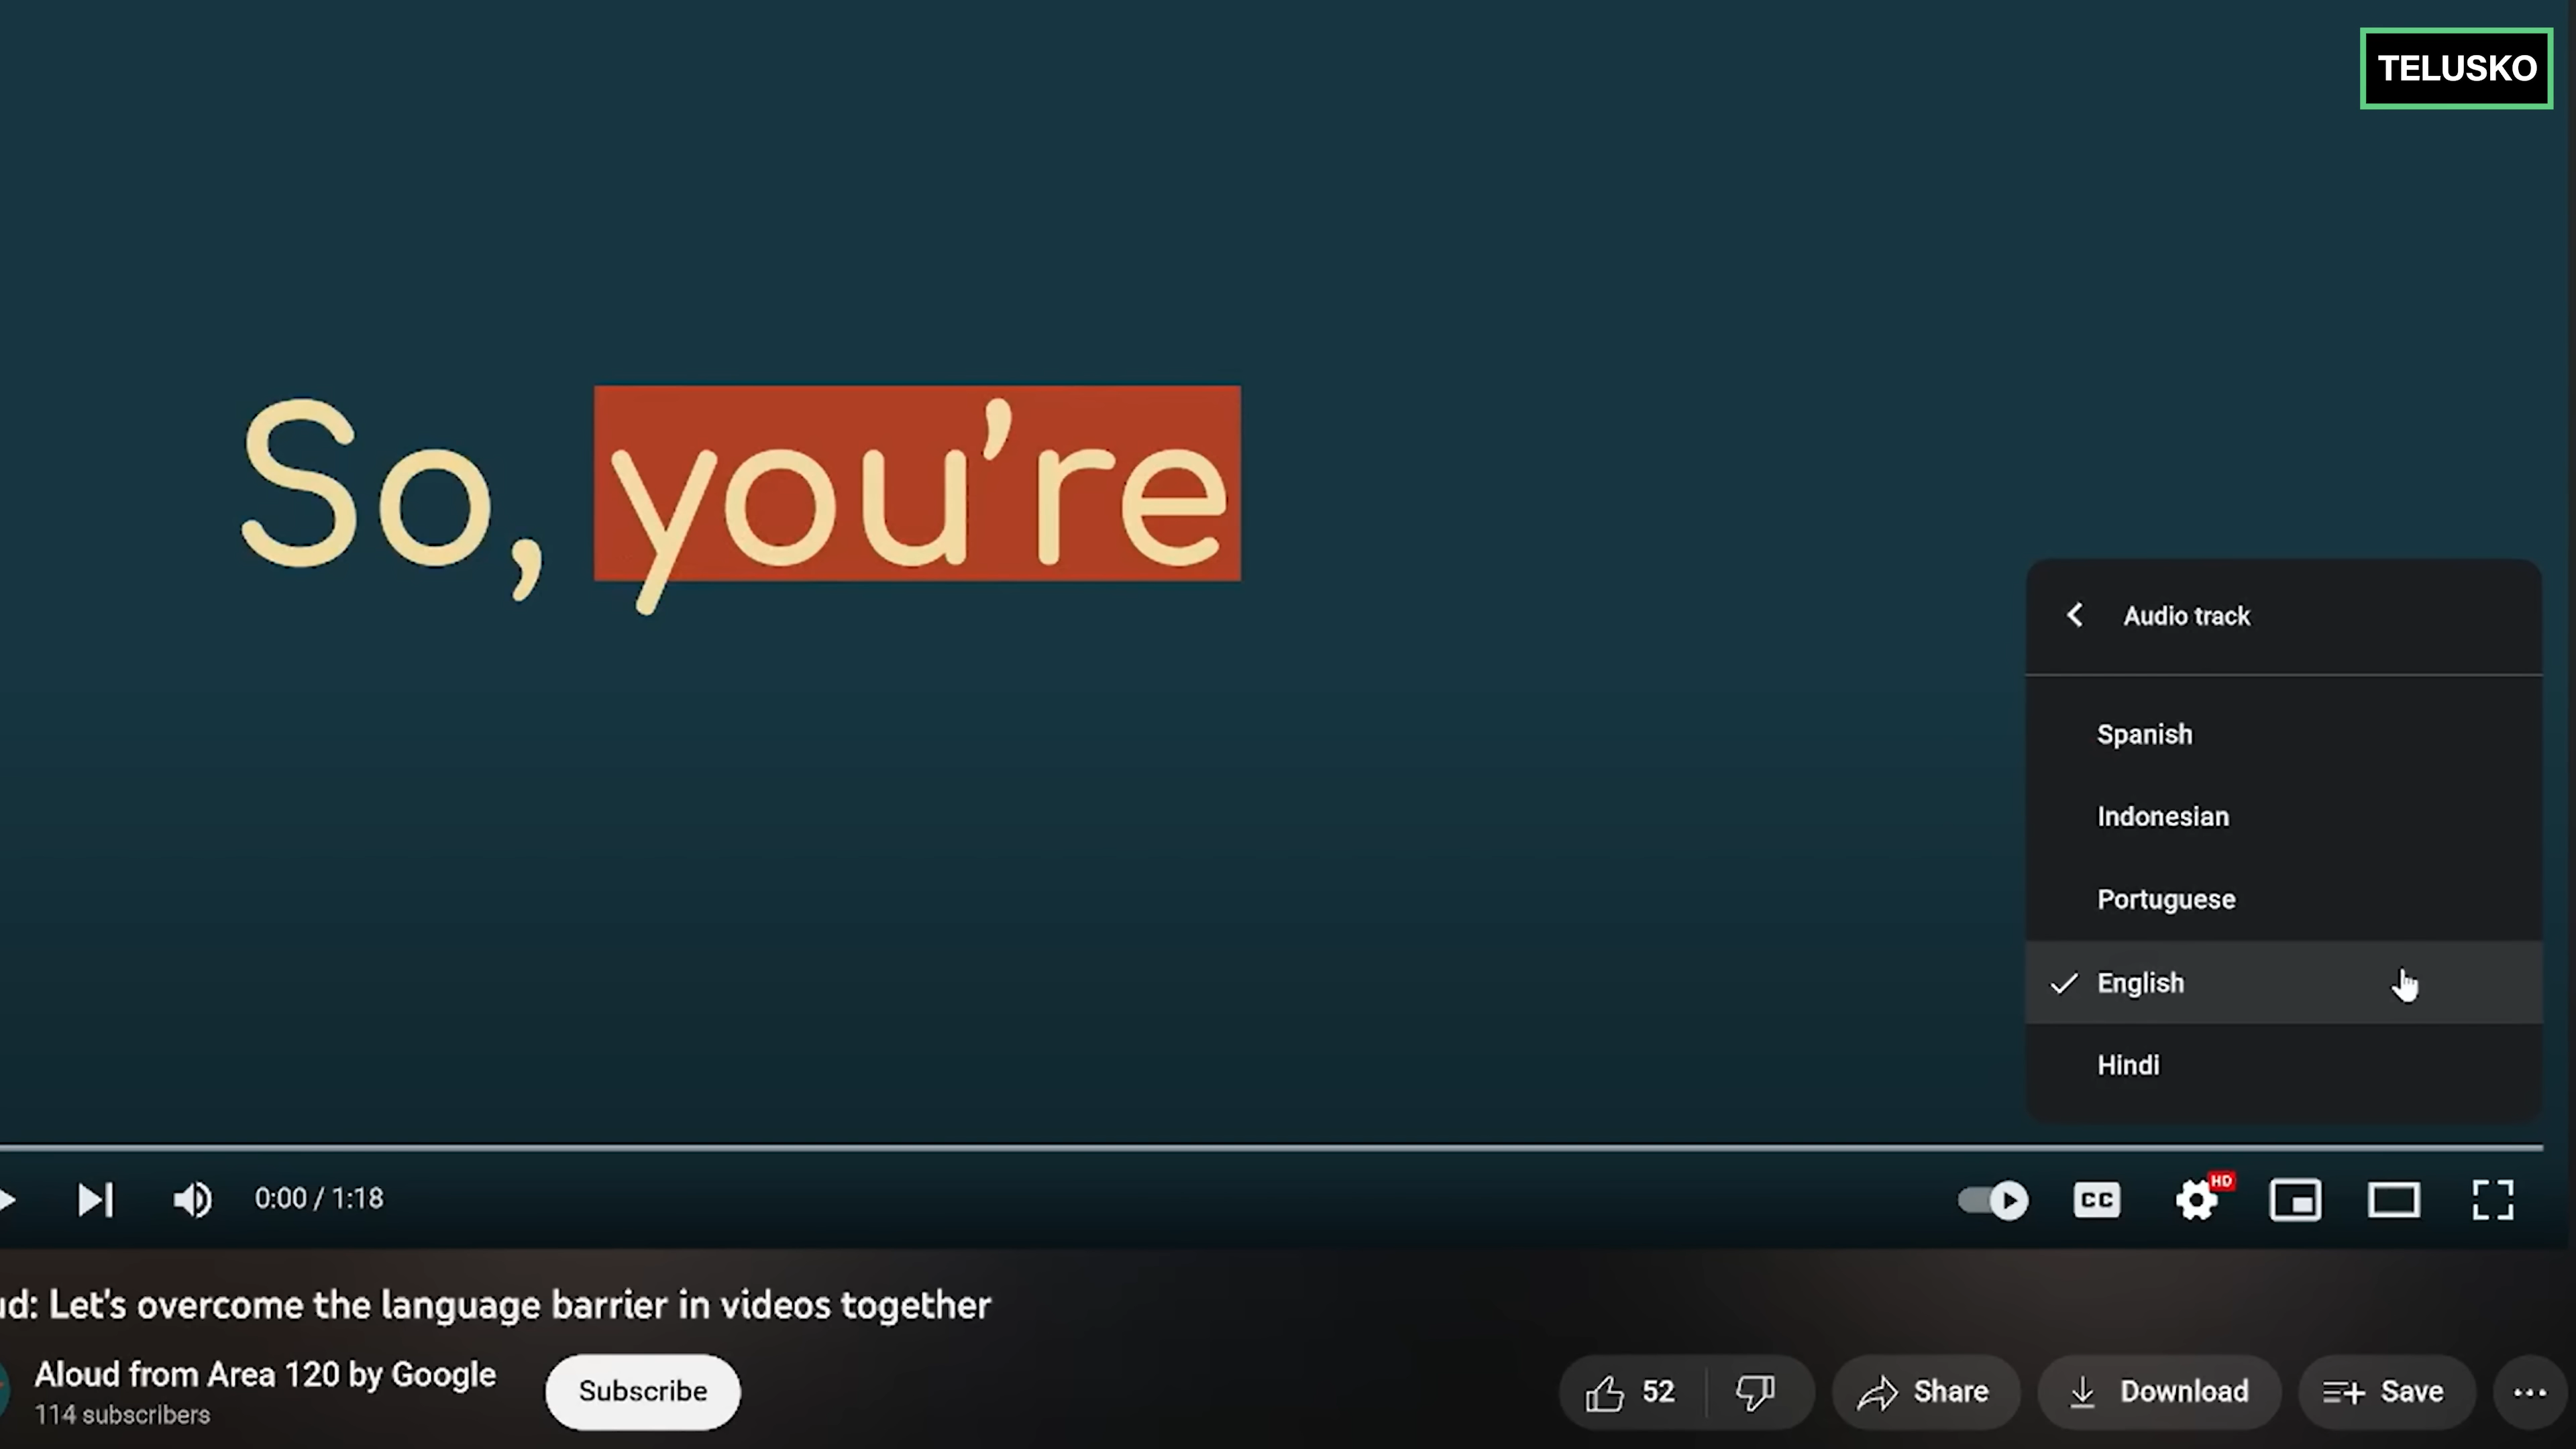 TELUSKO
So, you're
Audio track
Spanish
Indonesian
Portuguese
English
Hindi
0:00 / 1:18
CC
HD
ud: Let's overcome the language barrier in videos together
Aloud from Area 120 by Google
114 subscribers
Subscribe
52
Share
Download
Save